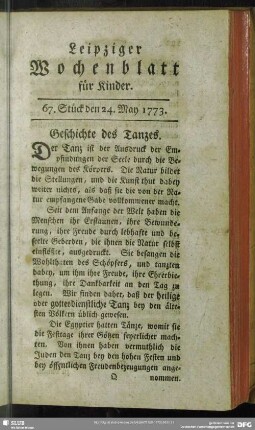 Leipziger
Wochenblatt
für Kinder.
67. Stück den 24. May 1773.
Geschichte des Tanzes.
Der Tanz ist der Ausdruck der Em-
pfindungen der Seele durch die Be-
wegungen des Körpers. Die Natur bildet
die Stellungen, und die Kunst thut dabey
weiter nichts, als daß sie die von der Na-
tur empfangene Gabe vollkommener macht.
Seit dem Anfange der Welt haben die
Menschen ihr Erstaunen, ihre Bewunde-
rung, ihre Freude durch lebhafte und be-
seelte Geberden, die ihnen die Natur selbst
einflößte, ausgedruckt. Sie besangen die
Wohlthaten des Schöpfers, und tanzten
dabey, um ihm ihre Freude, ihre Ehrerbie-
thung, ihre Dankbarkeit an den Tag zu
legen. Wir finden daher, daß der heilige
oder gottesdienstliche Tanz bey den älte-
sten Völkern üblich gewesen.
Die Egyptier hatten Tänze, womit sie
die Festtage ihrer Götzen feyerlicher mach-
ten. Von ihnen haben vermuthlich die
Juden den Tanz bey den hohen Festen und
bey öffentlichen Freudenbezeugungen ange-
nommen.
SLUB
DFG